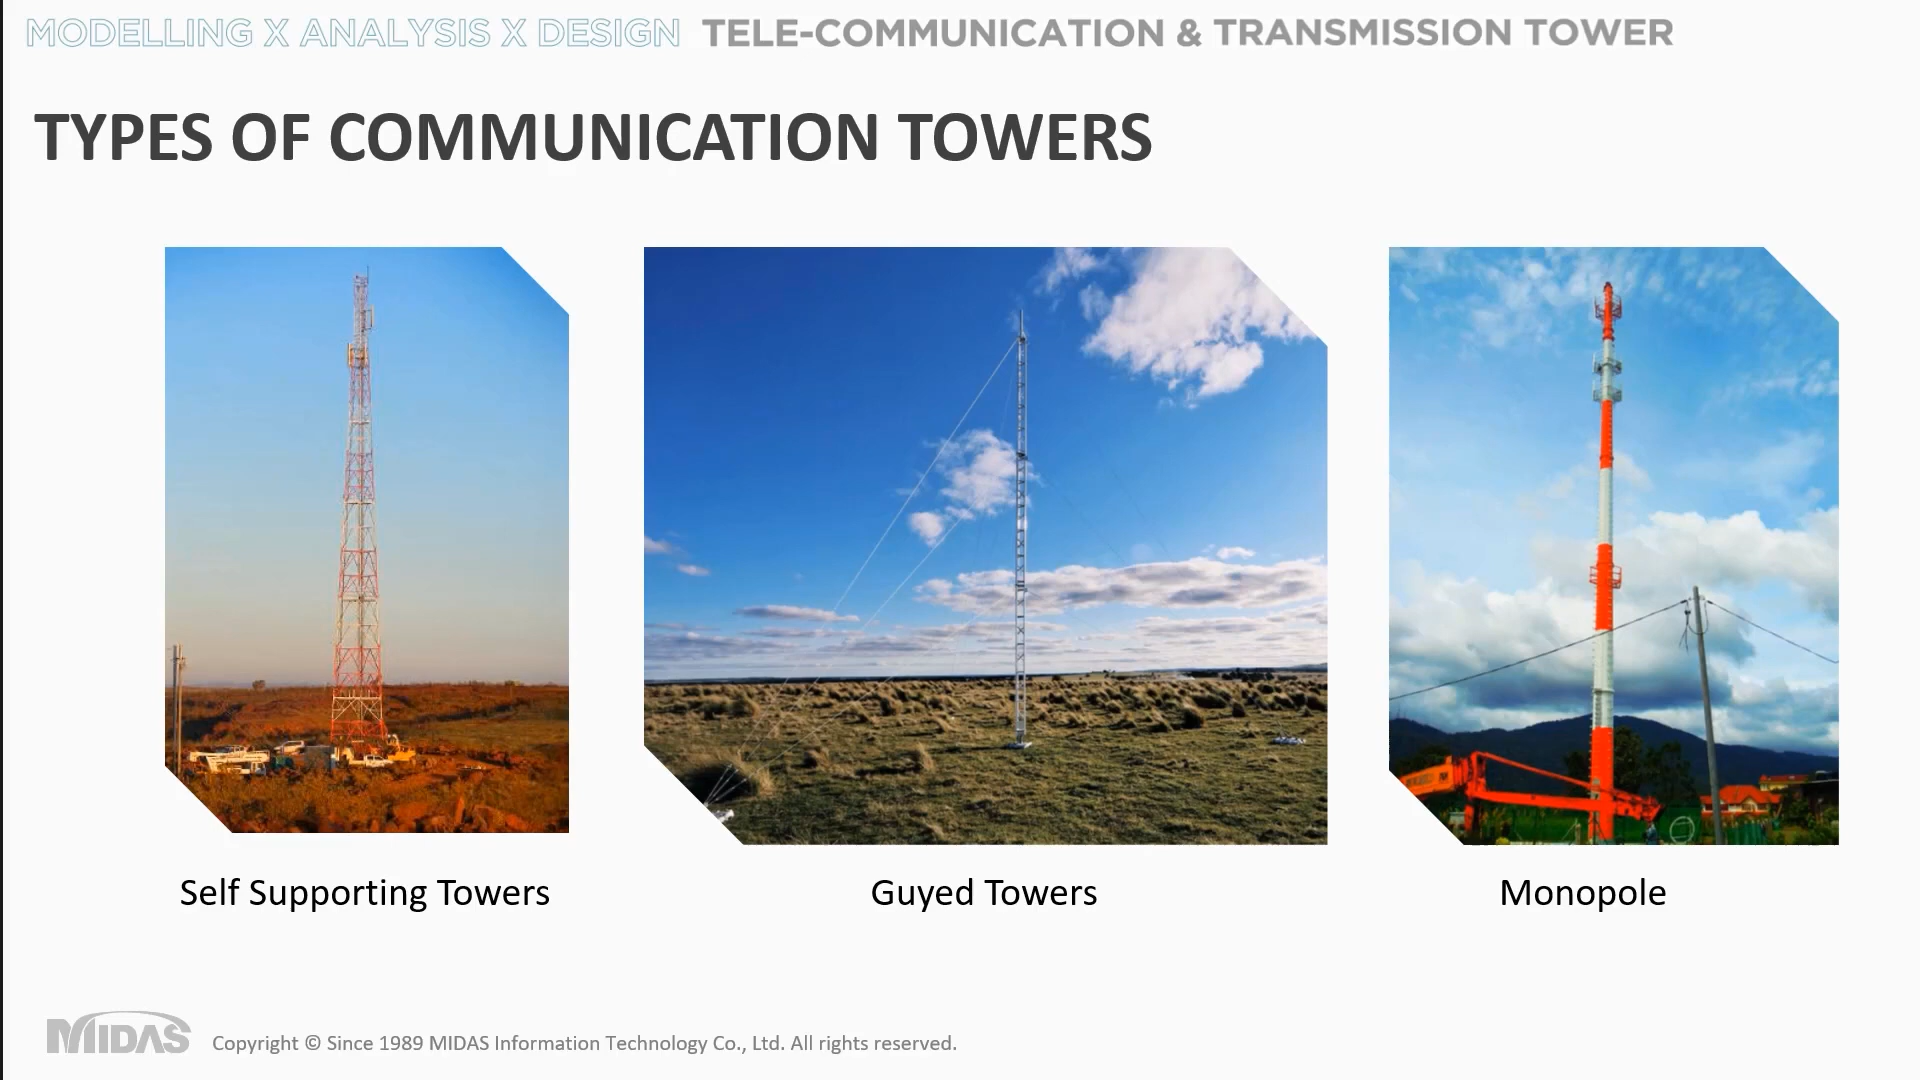 MODELLING X ANALYSIS X DESIGN TELE-COMMUNICATION & TRANSMISSION TOWER
TYPES OF COMMUNICATION TOWERS
Self Supporting Towers
Guyed Towers
Monopole
MIDAS Copyright © Since 1989 MIDAS Information Technology Co., Ltd. All rights reserved.